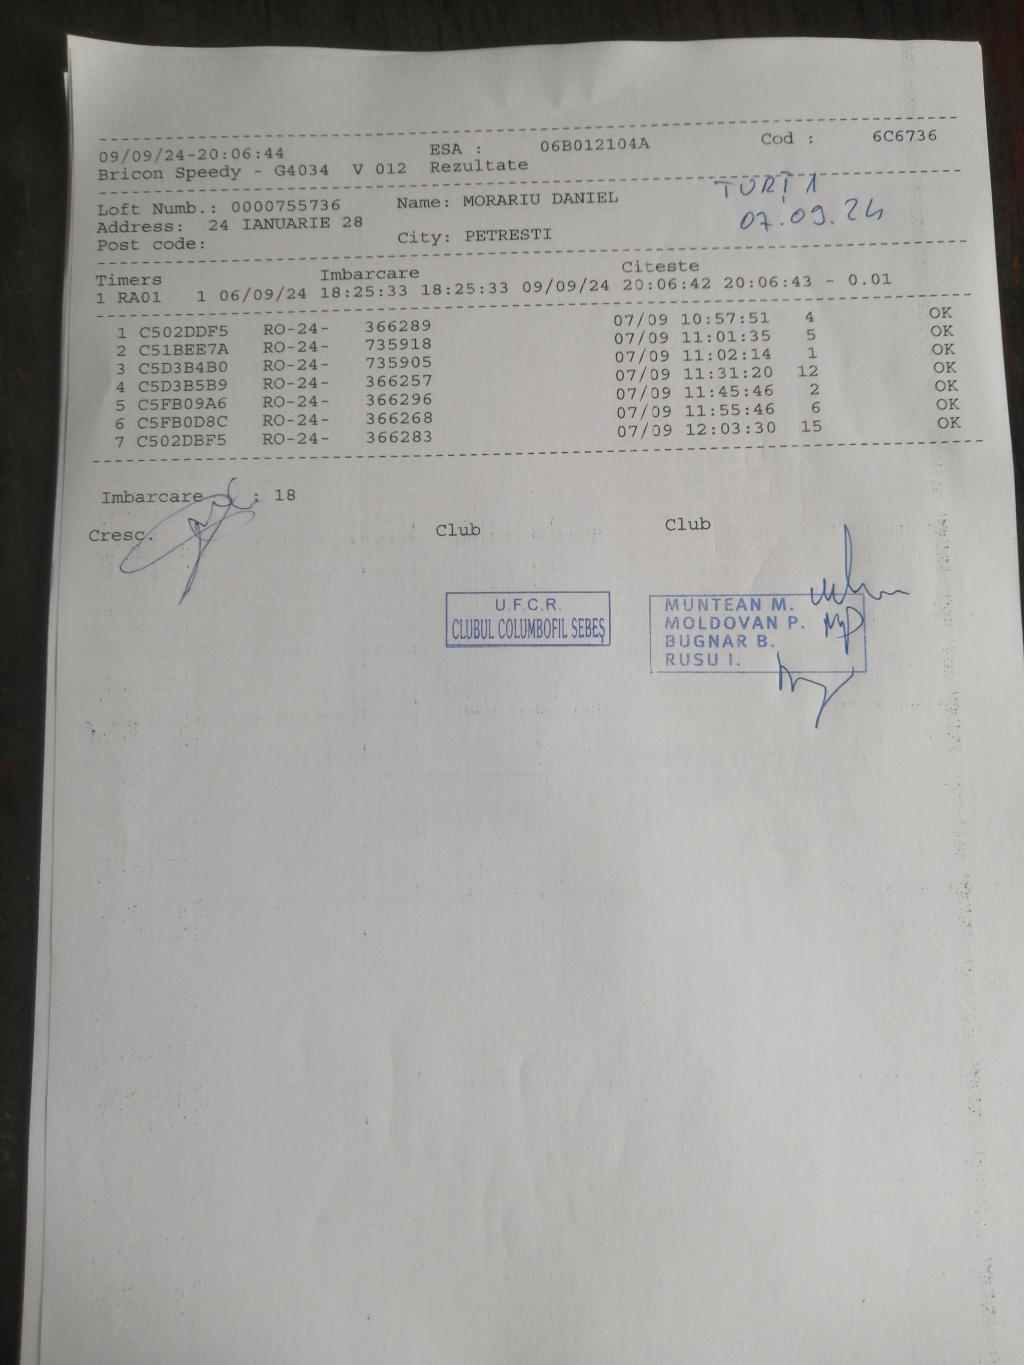 09/09/24-20:06:44 ESA : 06B012104A Cod : 6C6736
Bricon Speedy - G4034 V 012 Rezultate
TURȚ 1
07.09.24
Loft Numb.: 0000755736 Name: MORARIU DANIEL
Address: 24 IANUARIE 28
Post code: City: PETRESTI
Timers Imbarcare Citeste
1 RA01 1 06/09/24 18:25:33 18:25:33 09/09/24 20:06:42 20:06:43 - 0.01
1 C502DDF5 RO-24- 366289 07/09 10:57:51 4 OK
2 C51BEE7A RO-24- 735918 07/09 11:01:35 5 OK
3 C5D3B4B0 RO-24- 735905 07/09 11:02:14 1 OK
4 C5D3B5B9 RO-24- 366257 07/09 11:31:20 12 OK
5 C5FB09A6 RO-24- 366296 07/09 11:45:46 2 OK
6 C5FB0D8C RO-24- 366268 07/09 11:55:46 6 OK
7 C502DBF5 RO-24- 366283 07/09 12:03:30 15 OK
Imbarcare : 18
Cresc. Club Club
U.F.C.R.
CLUBUL COLUMBOFIL SEBEȘ
MUNTEAN M.
MOLDOVAN P.
BUGNAR B.
RUSU I.